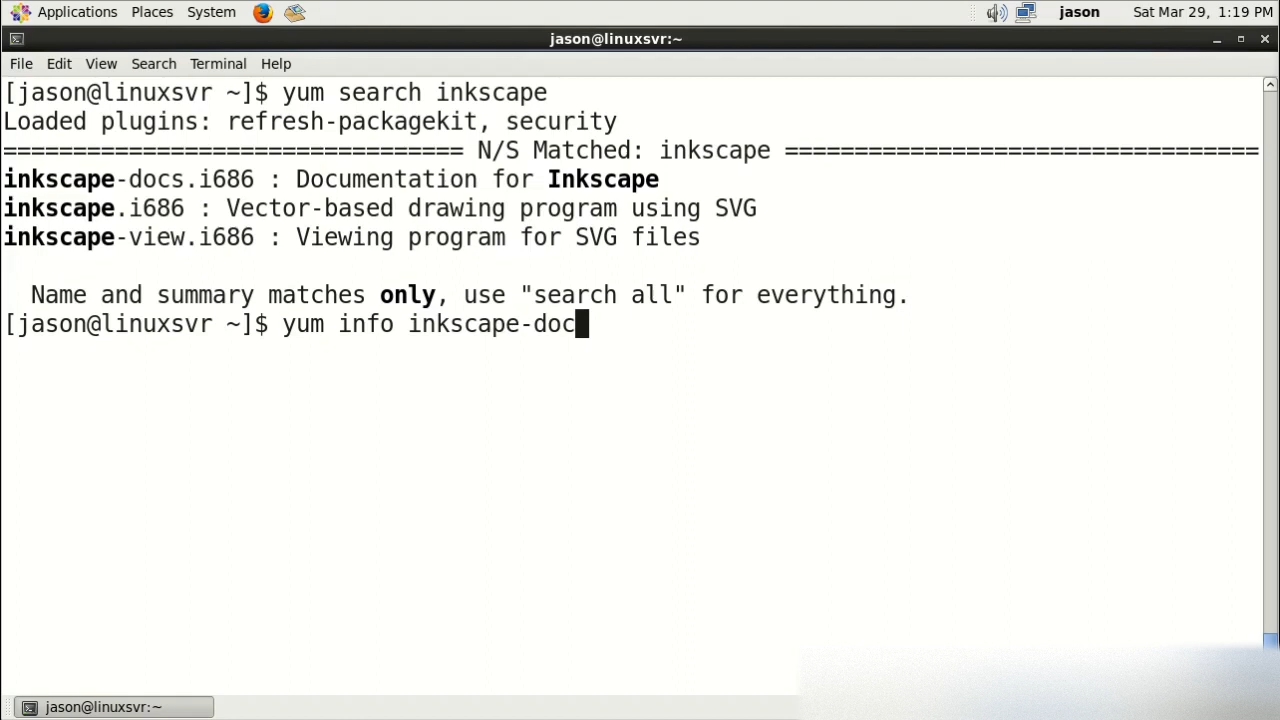 Applications Places System jason Sat Mar 29, 1:19 PM
jason@linuxsvr:~
File Edit View Search Terminal Help
[jason@linuxsvr ~]$ yum search inkscape
Loaded plugins: refresh-packagekit, security
================================= N/S Matched: inkscape ==================================
inkscape-docs.i686 : Documentation for Inkscape
inkscape.i686 : Vector-based drawing program using SVG
inkscape-view.i686 : Viewing program for SVG files
  Name and summary matches only, use "search all" for everything.
[jason@linuxsvr ~]$ yum info inkscape-doc
jason@linuxsvr:~